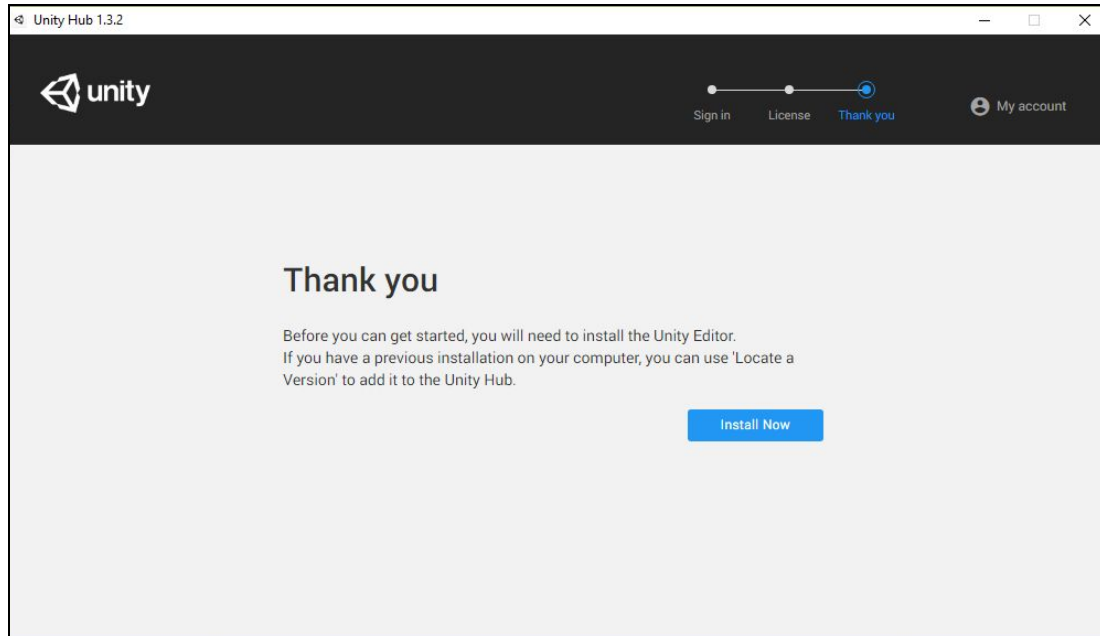 Unity Hub 1.3.2
unity
Sign in
License
Thank you
My account
Thank you
Before you can get started, you will need to install the Unity Editor.
If you have a previous installation on your computer, you can use 'Locate a
Version' to add it to the Unity Hub.
Install Now